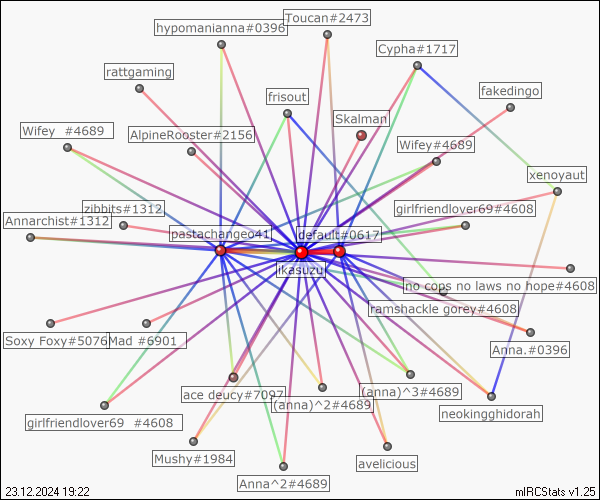 Toucan#2473
hypomanianna#0396
Cypha#1717
rattgaming
fakedingo
frisout
Skalman
Wifey  #4689
AlpineRooster#2156
Wifey#4689
xenoyaut
zibbits#1312
girlfriendlover69#4608
Annarchist#1312
pastachangeo41
default#0617
ikasuzu
no cops no laws no hope#4608
ramshackle gorey#4608
Soxy Foxy#5076
Mad #6901
Anna.#0396
ace deucy#7097
(anna)^2#4689
(anna)^3#4689
neokingghidorah
girlfriendlover69  #4608
Mushy#1984
avelicious
Anna^2#4689
23.12.2024 19:22
mIRCStats v1.25